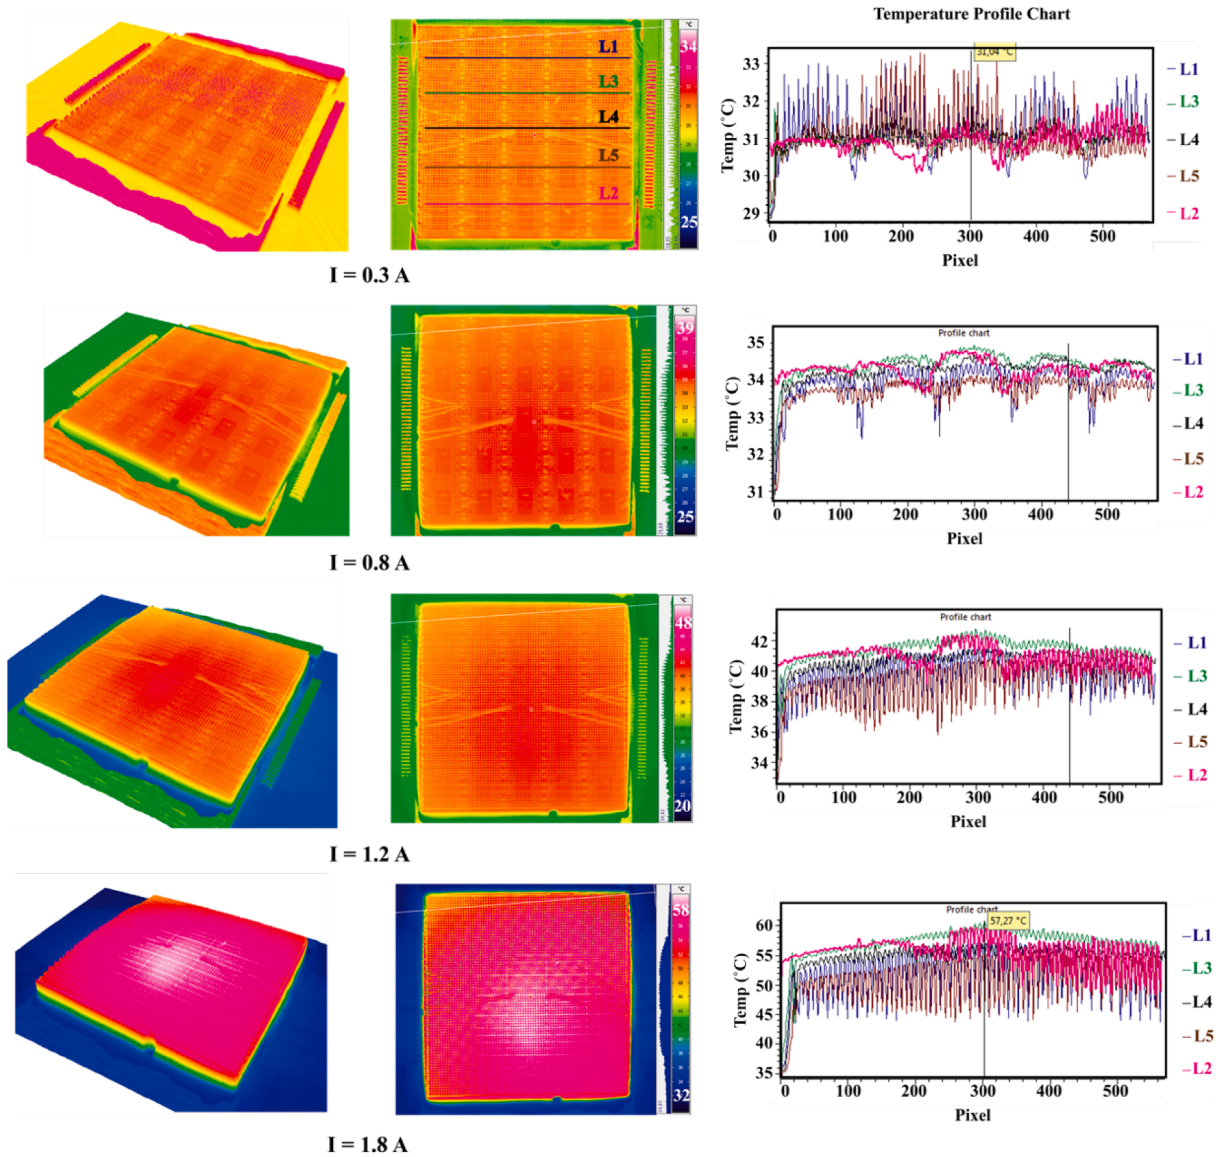 Temperature Profile Chart
°C
34
25
L1
L3
L4
L5
L2
31,04 °C
Temp (°C)
33
32
31
30
29
0
100
200
300
400
500
Pixel
L1
L3
L4
L5
L2
I = 0.3 A
°C
39
25
Profile chart
Temp (°C)
35
34
33
32
31
0
100
200
300
400
500
Pixel
L1
L3
L4
L5
L2
I = 0.8 A
°C
48
20
Profile chart
Temp (°C)
42
40
38
36
34
0
100
200
300
400
500
Pixel
L1
L3
L4
L5
L2
I = 1.2 A
°C
58
32
Profile chart
57,27 °C
Temp (°C)
60
55
50
45
40
35
0
100
200
300
400
500
Pixel
L1
L3
L4
L5
L2
I = 1.8 A